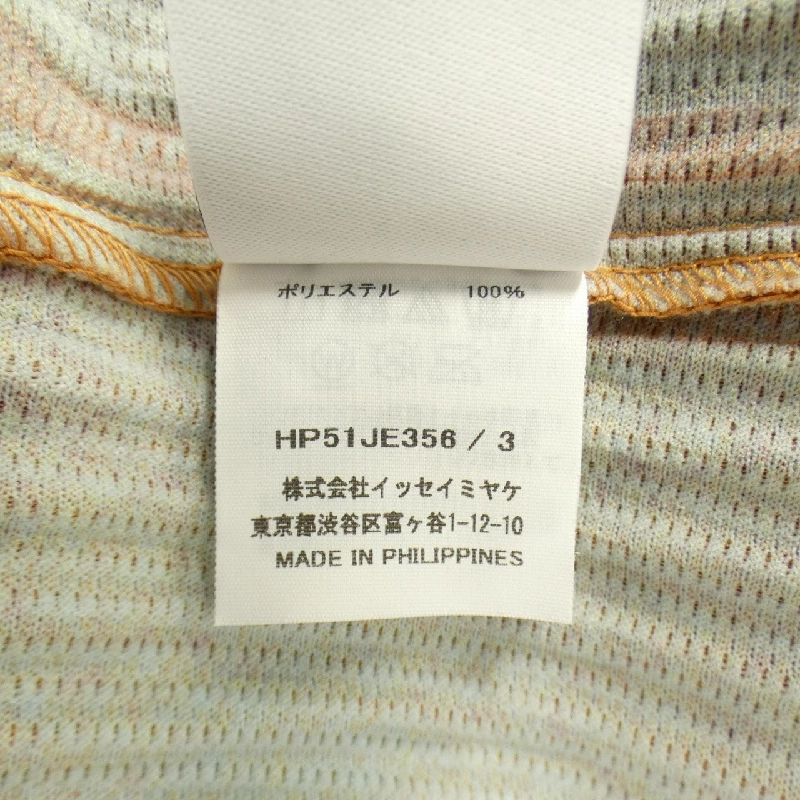 ポリエステル 100%
HP51JE356 / 3
株式会社イッセイミヤケ
東京都渋谷区富ヶ谷1-12-10
MADE IN PHILIPPINES